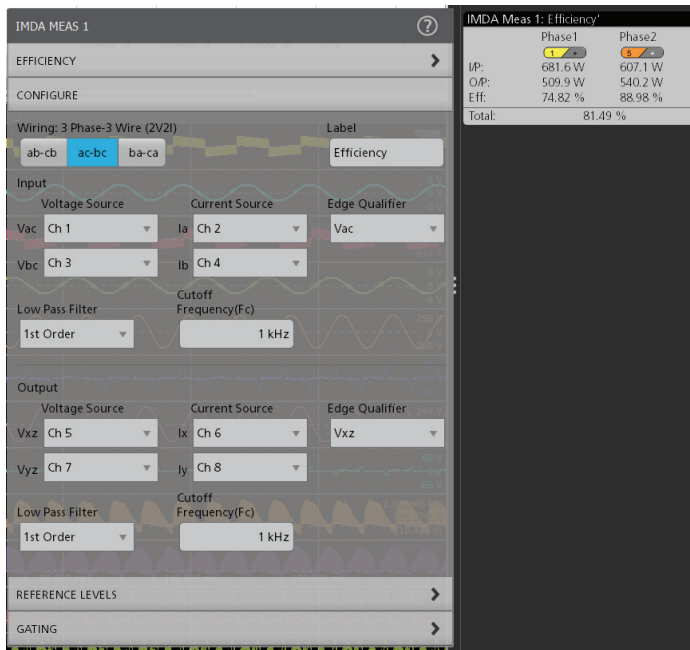 IMDA MEAS 1
EFFICIENCY
CONFIGURE
Wiring: 3 Phase-3 Wire (2V2I)
Label
ab-cb ac-bc ba-ca
Efficiency
Input
Voltage Source Current Source Edge Qualifier
Vac Ch 1 Ia Ch 2 Vac
Vbc Ch 3 Ib Ch 4
Low Pass Filter
Cutoff
Frequency(Fc)
1st Order 1 kHz
Output
Voltage Source Current Source Edge Qualifier
Vxz Ch 5 Ix Ch 6 Vxz
Vyz Ch 7 Iy Ch 8
Low Pass Filter
Cutoff
Frequency(Fc)
1st Order 1 kHz
REFERENCE LEVELS
GATING
IMDA Meas 1: Efficiency'
Phase1 Phase2
1 + 5 +
I/P: 681.6 W 607.1 W
O/P: 509.9 W 540.2 W
Eff: 74.82 % 88.98 %
Total: 81.49 %